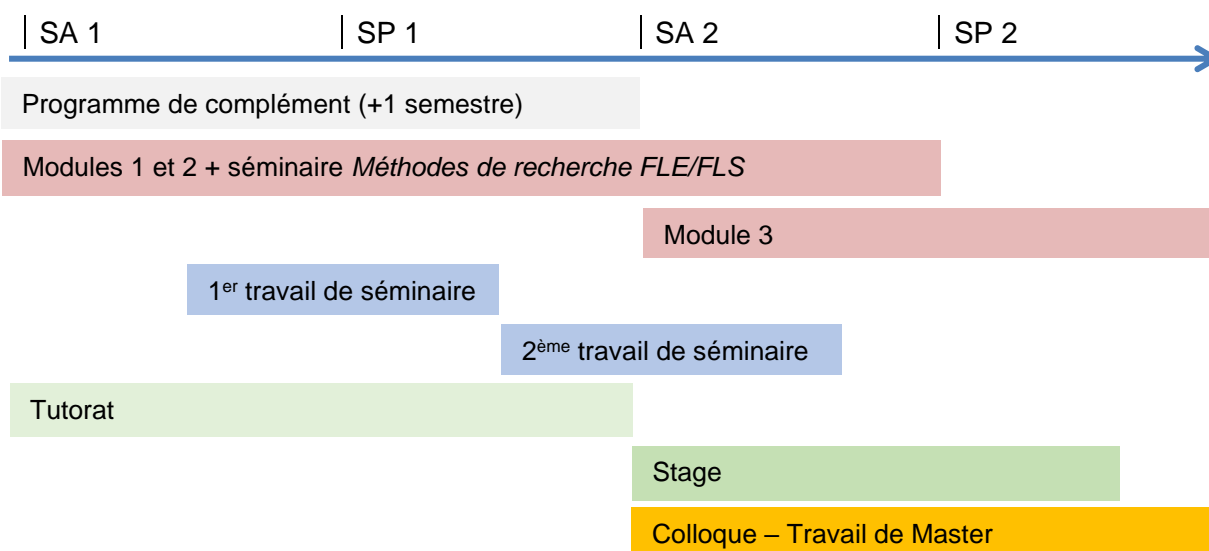 SA 1 SP 1 SA 2 SP 2
Programme de complément (+1 semestre)
Modules 1 et 2 + séminaire Méthodes de recherche FLE/FLS
Module 3
1er travail de séminaire
2ème travail de séminaire
Tutorat
Stage
Colloque – Travail de Master